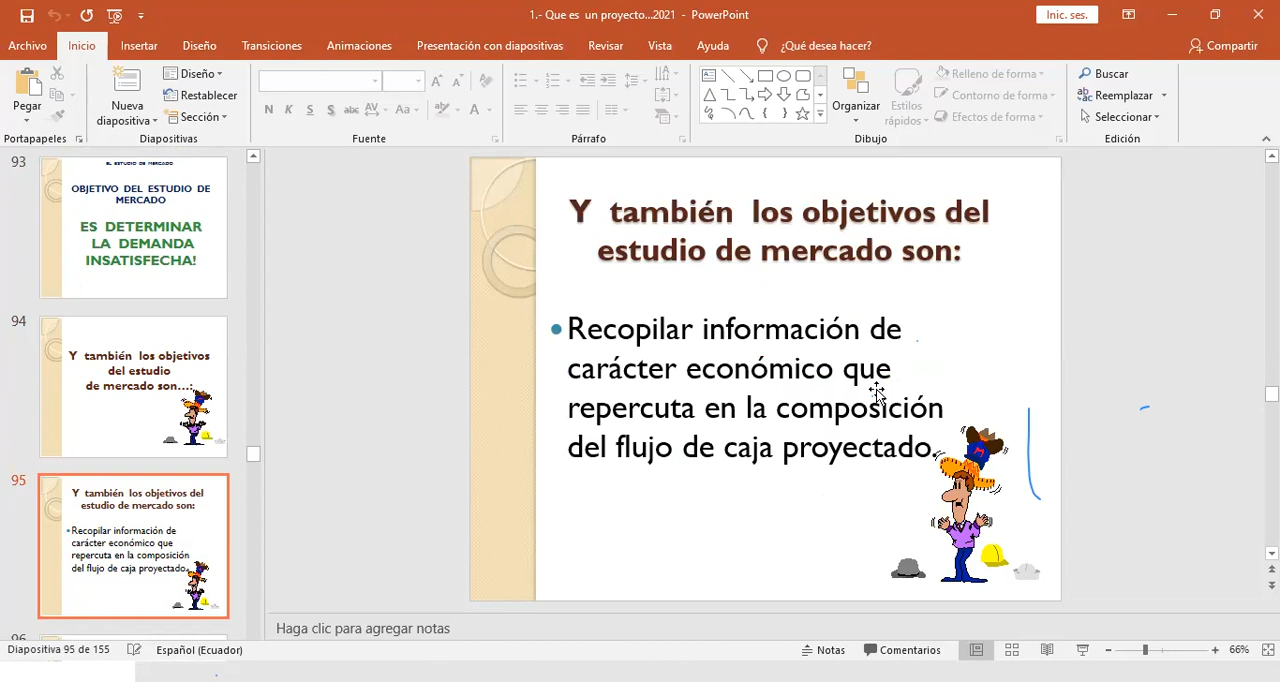 1.- Que es un proyecto...2021 - PowerPoint
Inic. ses.
Archivo Inicio Insertar Diseño Transiciones Animaciones Presentación con diapositivas Revisar Vista Ayuda ¿Qué desea hacer? Compartir
Pegar
Portapapeles
Nueva
diapositiva
Diseño
Restablecer
Sección
Diapositivas
N K S S abc AV Aa A
Fuente
Párrafo
Organizar
Estilos
rápidos
Relleno de forma
Contorno de forma
Efectos de forma
Dibujo
Buscar
Reemplazar
Seleccionar
Edición
93
EL ESTUDIO DE MERCADO
OBJETIVO DEL ESTUDIO DE
MERCADO
ES DETERMINAR
LA DEMANDA
INSATISFECHA!
94
Y también los objetivos
del estudio
de mercado son...:
95
Y también los objetivos del
estudio de mercado son:
Recopilar información de
carácter económico que
repercuta en la composición
del flujo de caja proyectado.
96
Y también los objetivos del
estudio de mercado son:
• Recopilar información de
carácter económico que
repercuta en la composición
del flujo de caja proyectado.
Haga clic para agregar notas
Diapositiva 95 de 155 Español (Ecuador) Notas Comentarios 66%